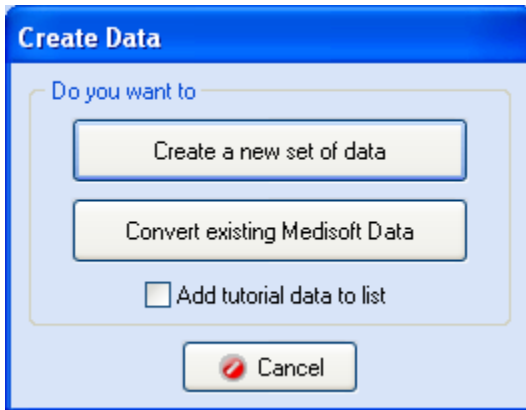 Create Data
Do you want to
Create a new set of data
Convert existing Medisoft Data
Add tutorial data to list
Cancel